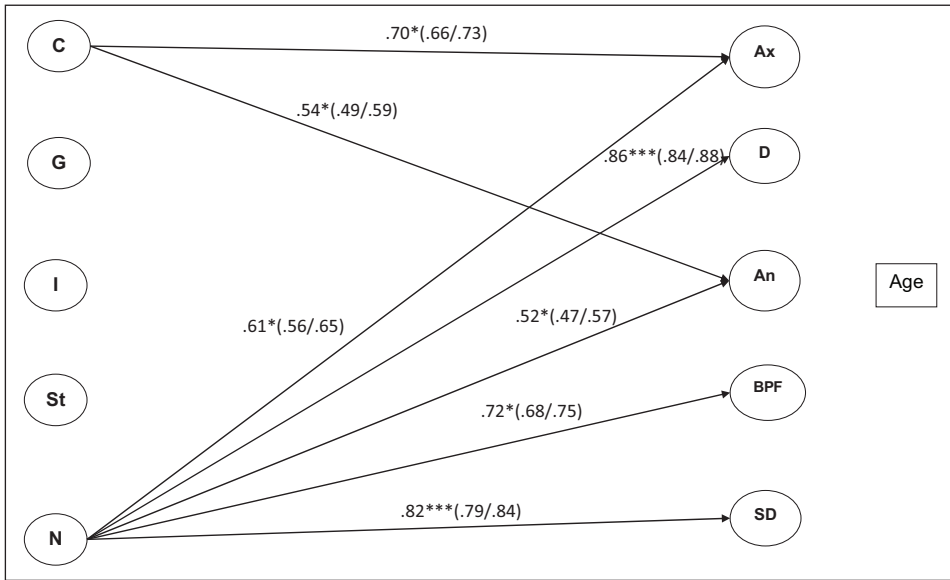 C
.70*(.66/.73)
Ax
.54*(.49/.59)
G
.86***(.84/.88)
D
I
An
Age
.61*(.56/.65)
.52*(.47/.57)
St
.72*(.68/.75)
BPF
N
.82***(.79/.84)
SD